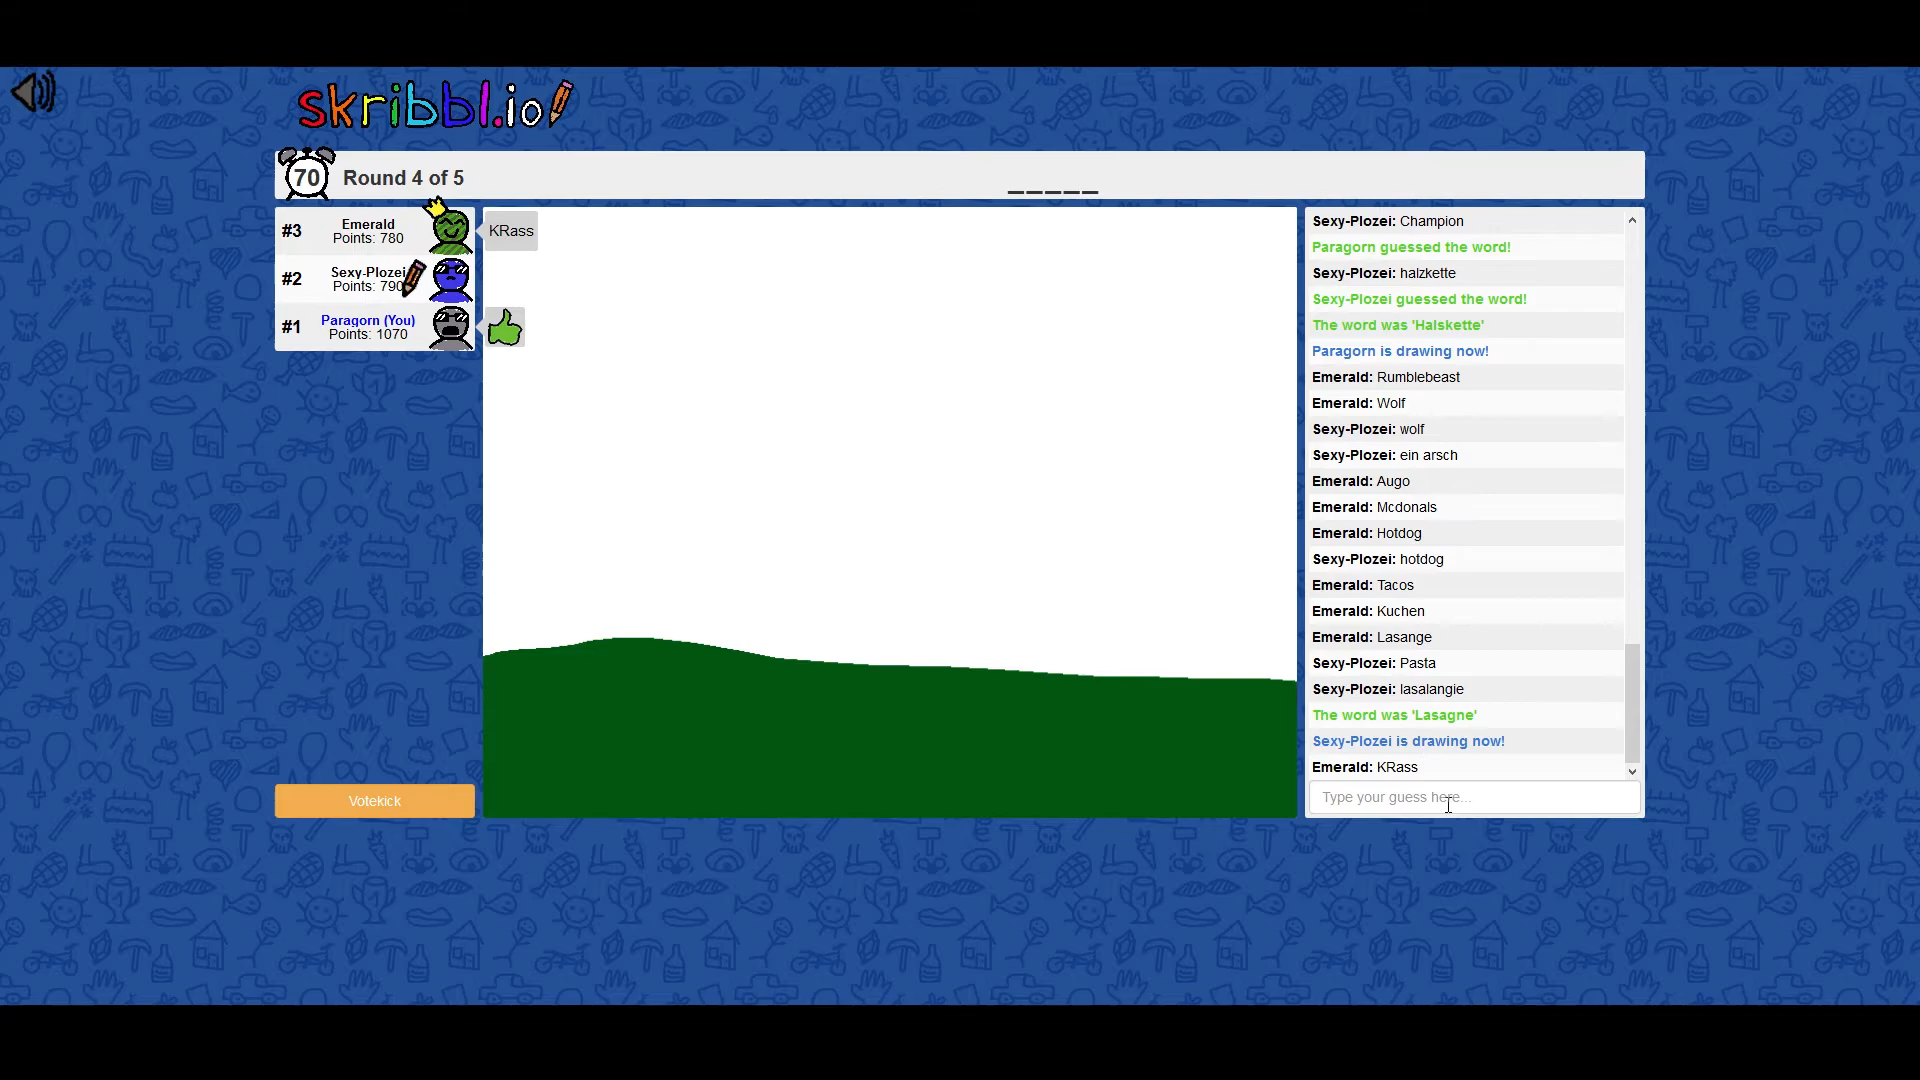 skribbl.io
70
Round 4 of 5
_____
#3
Emerald
Points: 780
KRass
#2
Sexy-Plozei
Points: 790
#1
Paragorn (You)
Points: 1070
Votekick
Sexy-Plozei: Champion
Paragorn guessed the word!
Sexy-Plozei: halzkette
Sexy-Plozei guessed the word!
The word was 'Halskette'
Paragorn is drawing now!
Emerald: Rumblebeast
Emerald: Wolf
Sexy-Plozei: wolf
Sexy-Plozei: ein arsch
Emerald: Augo
Emerald: Mcdonals
Emerald: Hotdog
Sexy-Plozei: hotdog
Emerald: Tacos
Emerald: Kuchen
Emerald: Lasange
Sexy-Plozei: Pasta
Sexy-Plozei: lasalangie
The word was 'Lasagne'
Sexy-Plozei is drawing now!
Emerald: KRass
Type your guess here...